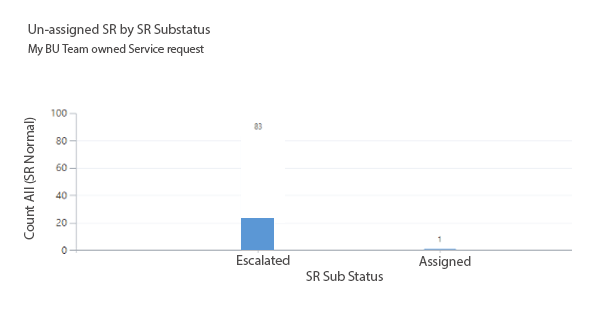 Un-assigned SR by SR Substatus
My BU Team owned Service request
Count All (SR Normal)
100
80
60
40
20
0
83
1
Escalated
Assigned
SR Sub Status